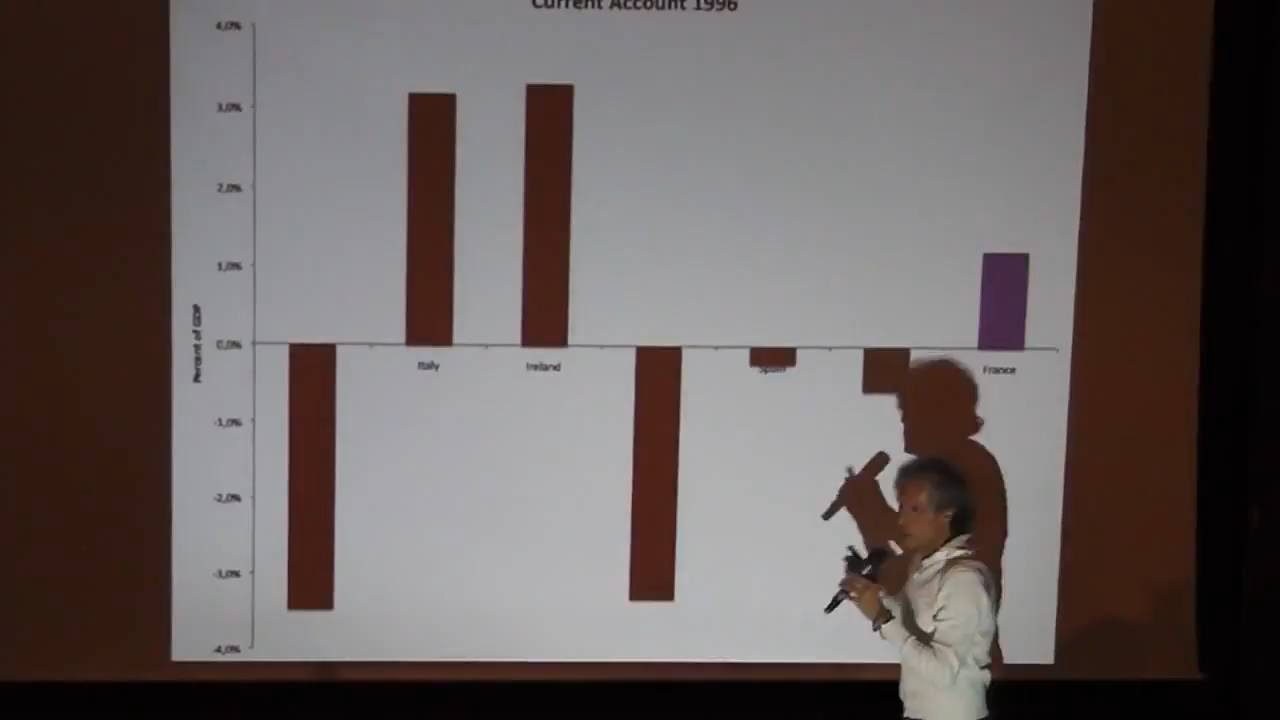 Current Account 1996
4,0%
3,0%
2,0%
1,0%
0,0%
-1,0%
-2,0%
-3,0%
-4,0%
Percent of GDP
Italy
Ireland
Spain
France